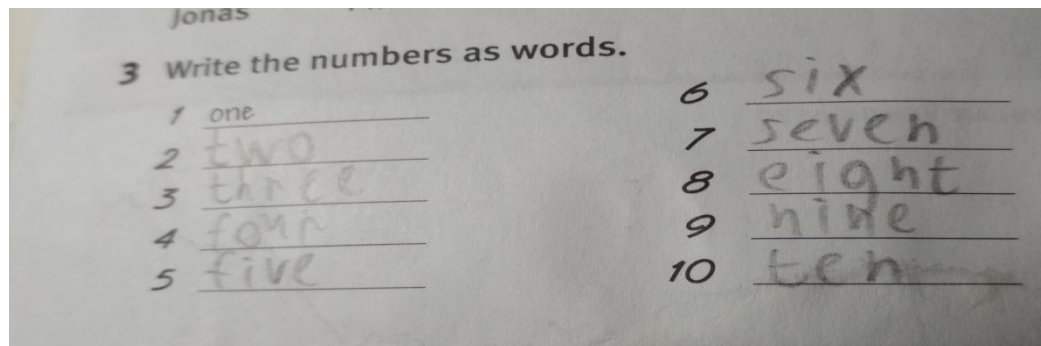 Jonas
3 Write the numbers as words.
1 one
2 two
3 three
4 four
5 five
6 six
7 seven
8 eight
9 nine
10 ten